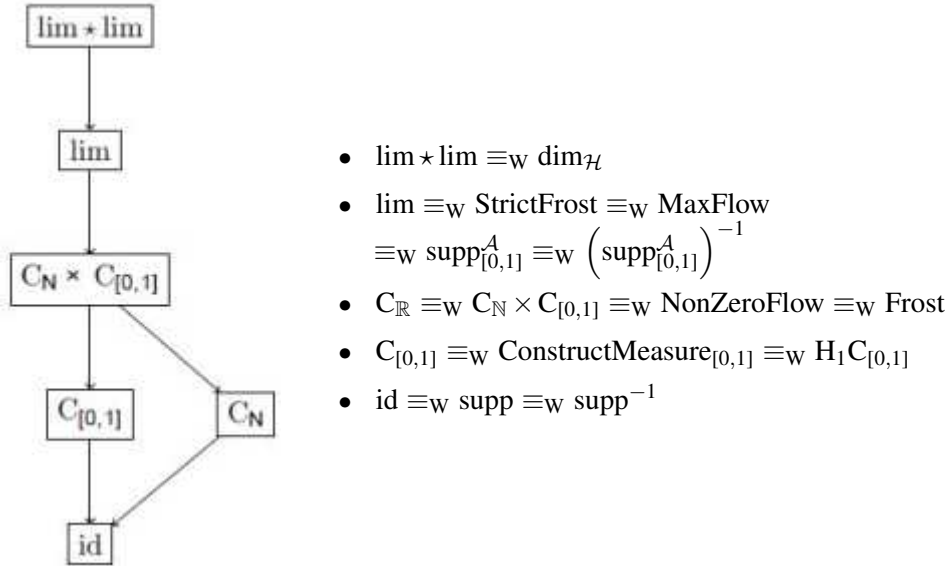 lim ⋆ lim
lim
C_N × C_[0,1]
C_[0,1]
C_N
id
• lim ⋆ lim ≡_W dim_ℋ
• lim ≡_W StrictFrost ≡_W MaxFlow
≡_W supp^𝒜_[0,1] ≡_W (supp^𝒜_[0,1])^−1
• C_ℝ ≡_W C_ℕ × C_[0,1] ≡_W NonZeroFlow ≡_W Frost
• C_[0,1] ≡_W ConstructMeasure_[0,1] ≡_W H_1C_[0,1]
• id ≡_W supp ≡_W supp^−1